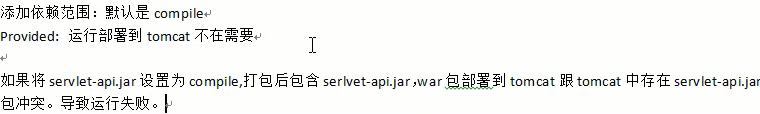 添加依赖范围：默认是 compile
Provided：运行部署到 tomcat 不在需要
如果将 servlet-api.jar 设置为 compile,打包后包含 serlvet-api.jar，war 包部署到 tomcat 跟 tomcat 中存在 servlet-api.jar
包冲突。导致运行失败。